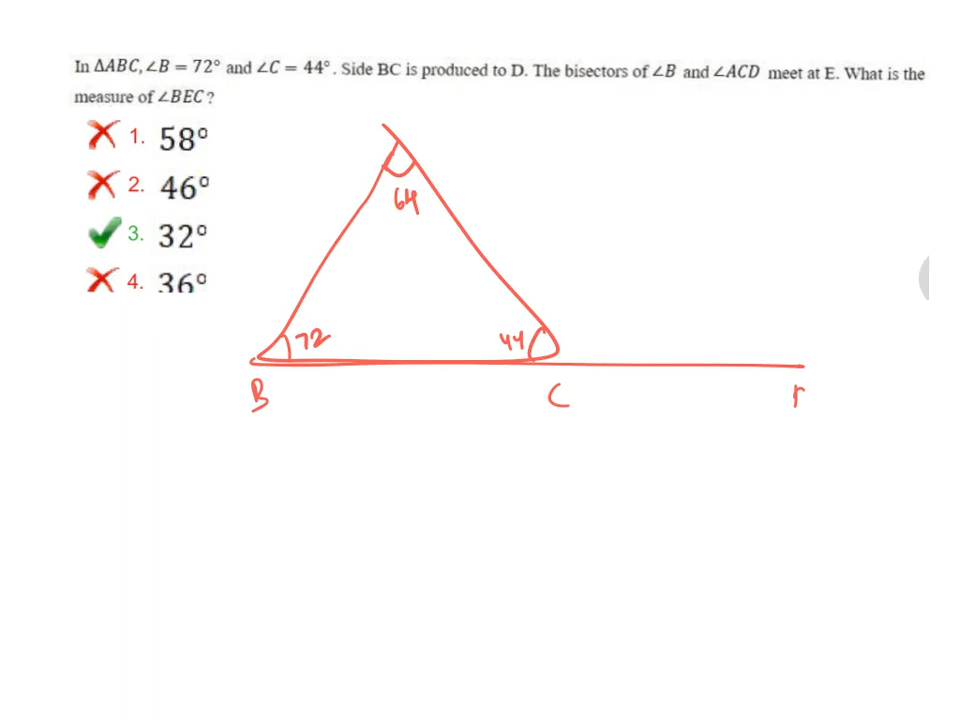 In ΔABC, ∠B = 72° and ∠C = 44°. Side BC is produced to D. The bisectors of ∠B and ∠ACD meet at E. What is the
measure of ∠BEC?
1. 58°
2. 46°
3. 32°
4. 36°
64
72 44
B C